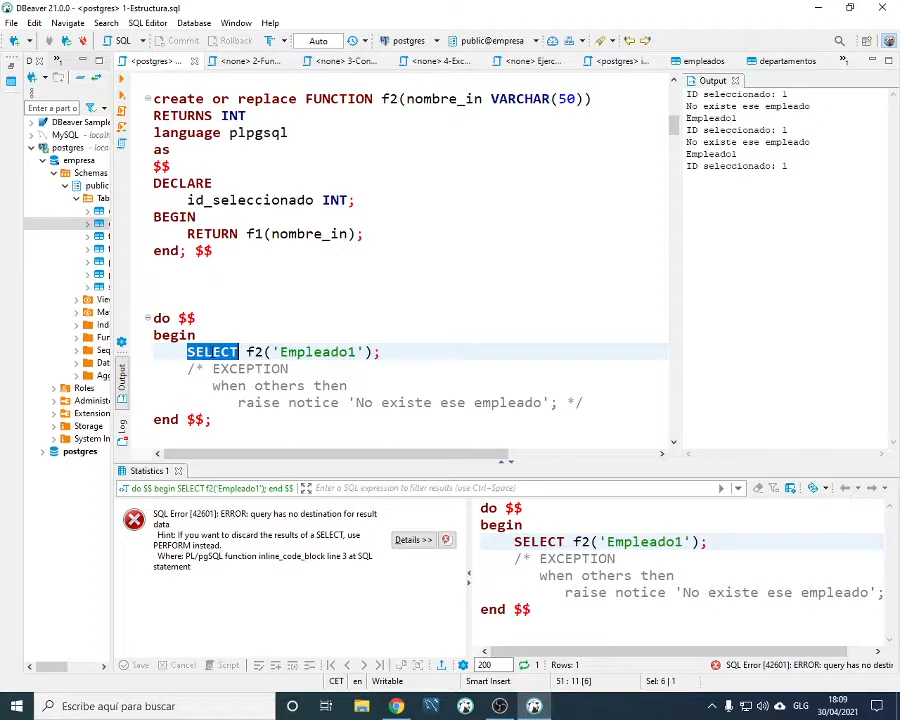 DBeaver 21.0.0 - <postgres> 1-Estructura.sql
File Edit Navigate Search SQL Editor Database Window Help
SQL Commit Rollback T Auto postgres public@empresa
D <postgres> ... <none> 2-Fun... <none> 3-Con... <none> 4-Exc... <none> Ejerc... <postgres> i... empleados departamentos
Enter a part o
DBeaver Sample
MySQL - localh
postgres - loca
empresa
Schemas
public
Tab
View
Mat
Ind
Fun
Seq
Dat
Agg
Roles
Administe
Extension
Storage
System In
postgres
create or replace FUNCTION f2(nombre_in VARCHAR(50))
RETURNS INT
language plpgsql
as
$$
DECLARE
id_seleccionado INT;
BEGIN
RETURN f1(nombre_in);
end; $$
do $$
begin
SELECT f2('Empleado1');
/* EXCEPTION
when others then
raise notice 'No existe ese empleado'; */
end $$;
Output
Log
Output
ID seleccionado: 1
No existe ese empleado
Empleado1
ID seleccionado: 1
No existe ese empleado
Empleado1
ID seleccionado: 1
Statistics 1
do $$ begin SELECT f2('Empleado1'); end $$ Enter a SQL expression to filter results (use Ctrl+Space)
SQL Error [42601]: ERROR: query has no destination for result
data
Hint: If you want to discard the results of a SELECT, use
PERFORM instead.
Where: PL/pgSQL function inline_code_block line 3 at SQL
statement
Details >>
do $$
begin
SELECT f2('Empleado1');
/* EXCEPTION
when others then
raise notice 'No existe ese empleado';
end $$
Save Cancel Script 200 1 Rows: 1 SQL Error [42601]: ERROR: query has no destin
CET en Writable Smart Insert 51 : 11 [6] Sel: 6 | 1
Escribe aquí para buscar
GLG
18:09
30/04/2021